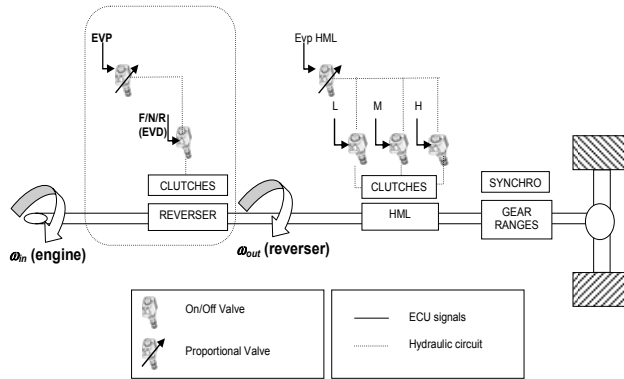 EVP
Evp HML
F/N/R
(EVD)
L
M
H
CLUTCHES
CLUTCHES
SYNCHRO
REVERSER
HML
GEAR
RANGES
ωin (engine)
ωout (reverser)
On/Off Valve
Proportional Valve
ECU signals
Hydraulic circuit